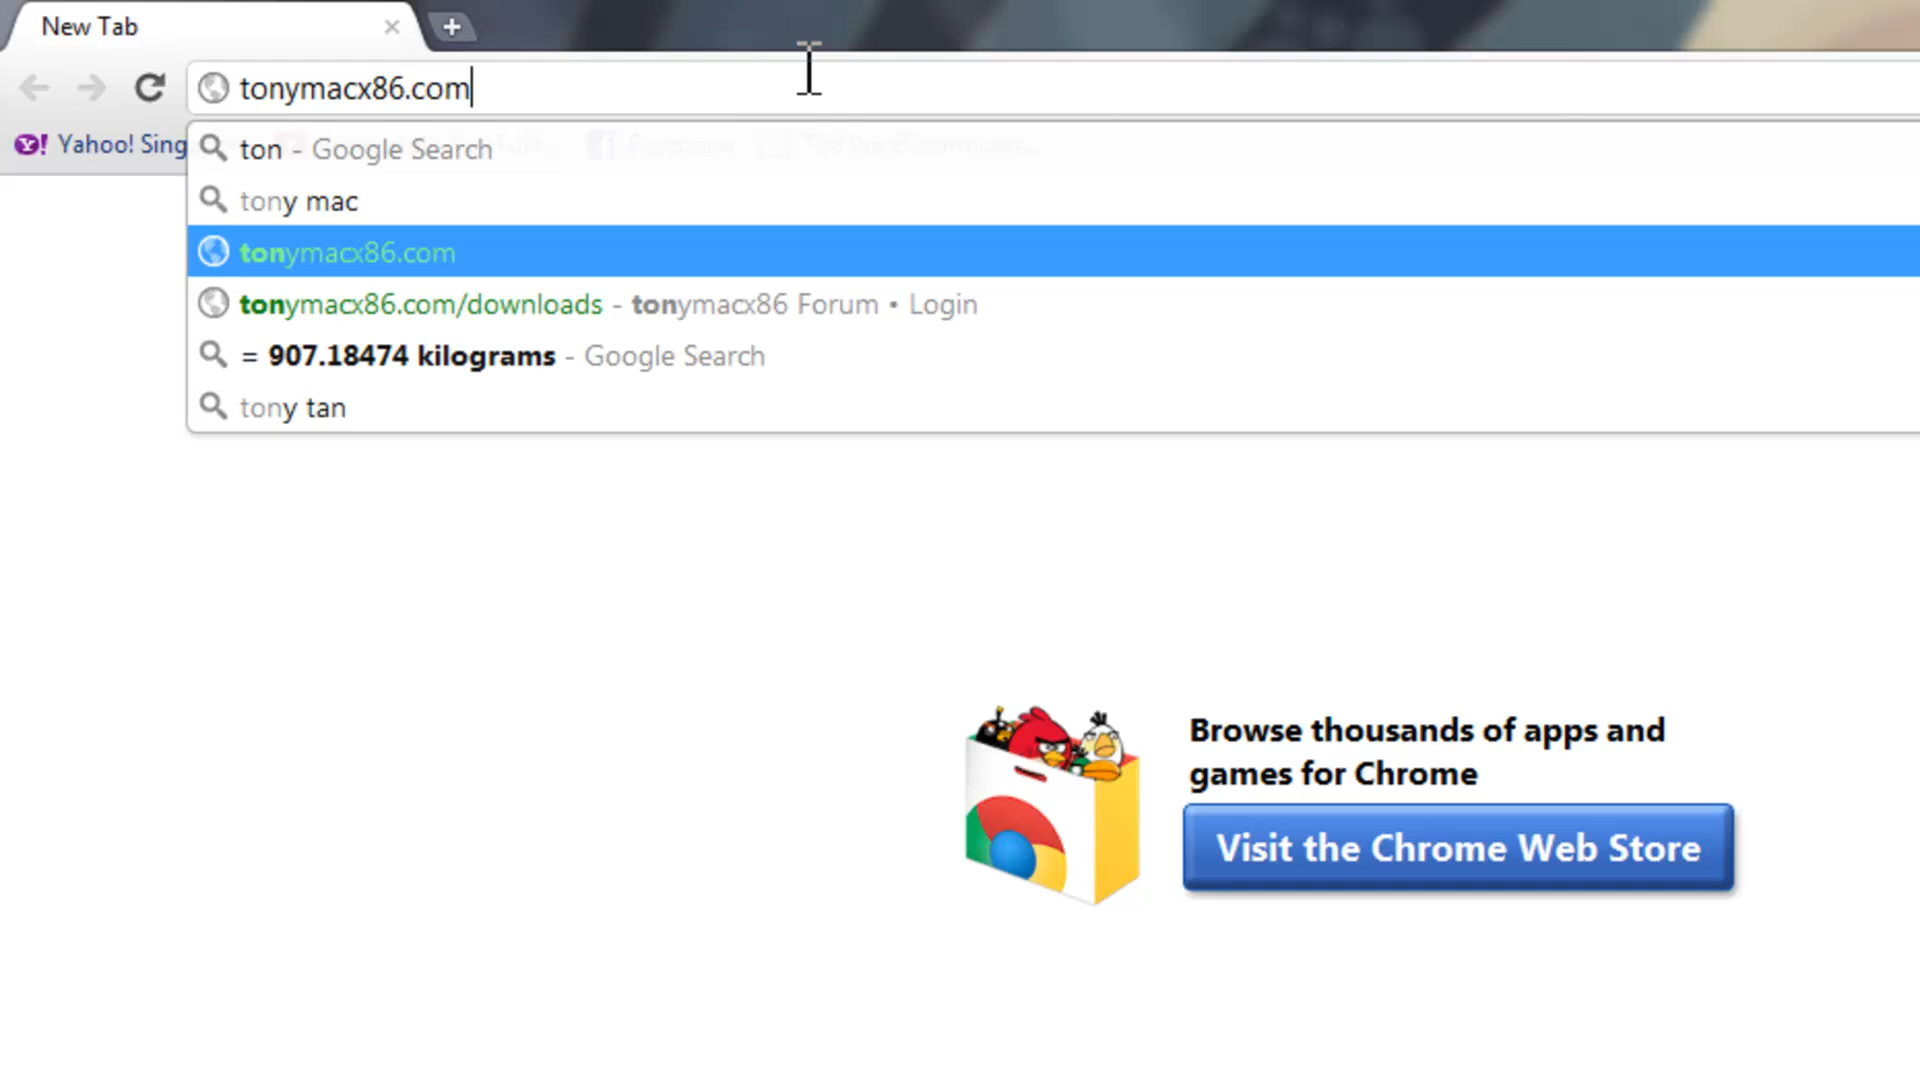 New Tab
tonymacx86.com
Yahoo! Sing
ton - Google Search
tony mac
tonymacx86.com
tonymacx86.com/downloads - tonymacx86 Forum • Login
= 907.18474 kilograms - Google Search
tony tan
Browse thousands of apps and
games for Chrome
Visit the Chrome Web Store